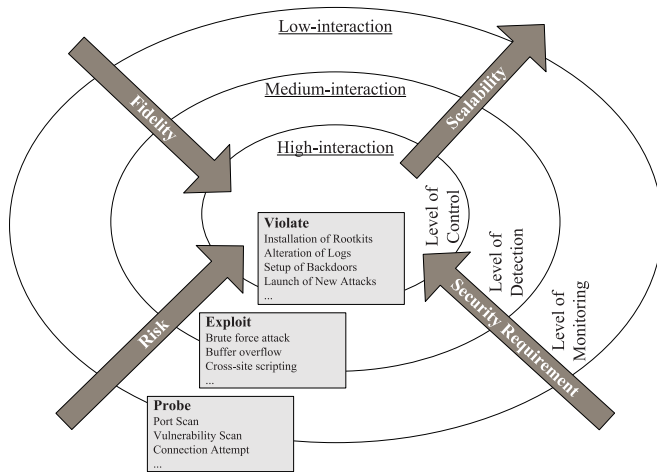 Low-interaction
Medium-interaction
High-interaction
Fidelity
Scalability
Level of
Control
Level of
Detection
Level of
Monitoring
Violate
Installation of Rootkits
Alteration of Logs
Setup of Backdoors
Launch of New Attacks
...
Risk
Security Requirement
Exploit
Brute force attack
Buffer overflow
Cross-site scripting
...
Probe
Port Scan
Vulnerability Scan
Connection Attempt
...